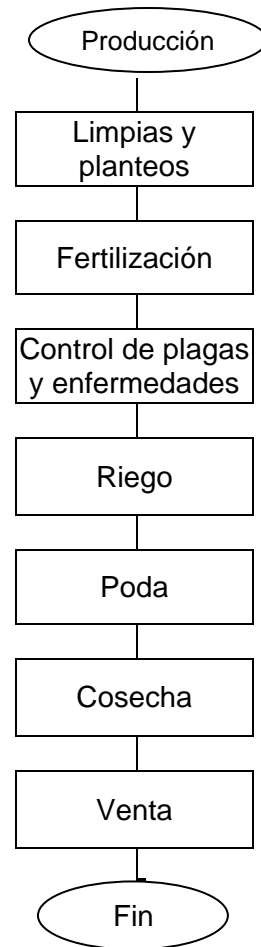 Producción
Limpias y
planteos
Fertilización
Control de plagas
y enfermedades
Riego
Poda
Cosecha
Venta
Fin